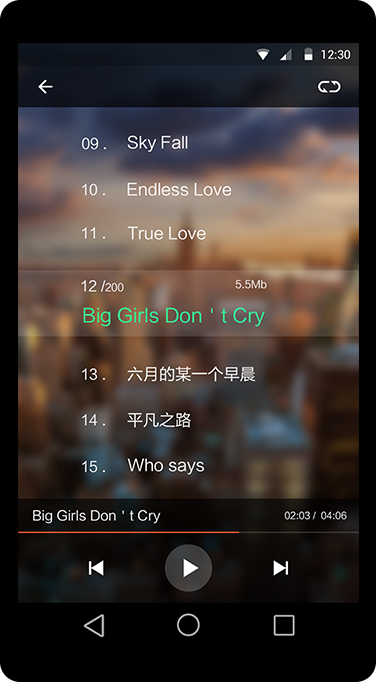 12:30
09 . Sky Fall
10 . Endless Love
11 . True Love
12 /200 5.5Mb
Big Girls Don ' t Cry
13 . 六月的某一个早晨
14 . 平凡之路
15 . Who says
Big Girls Don ' t Cry 02:03 / 04:06